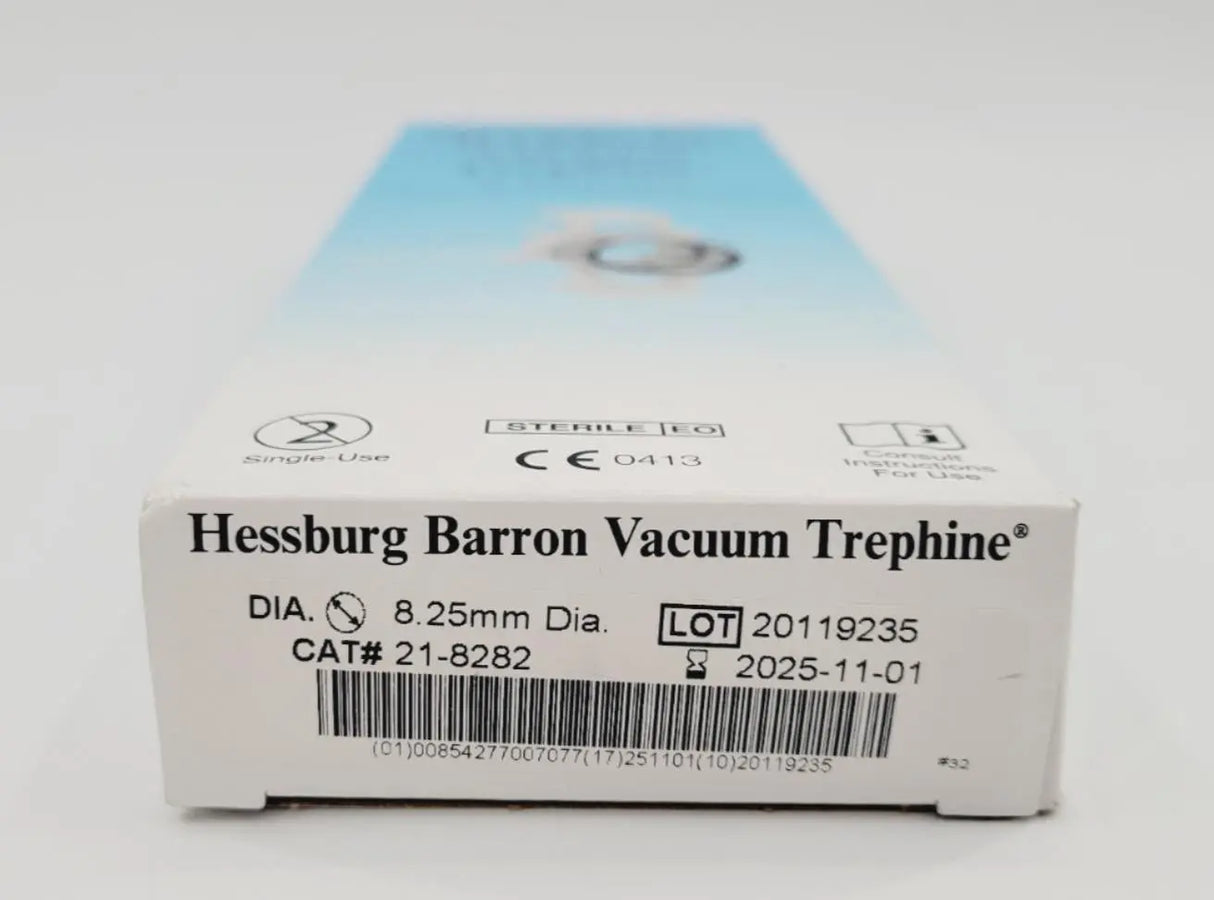 2
Single-Use
STERILE EO
CE 0413
i
Consult
Instructions
For Use
Hessburg Barron Vacuum Trephine®
DIA. 8.25mm Dia.
LOT 20119235
CAT# 21-8282
2025-11-01
(01)00854277007077(17)251101(10)20119235
#32